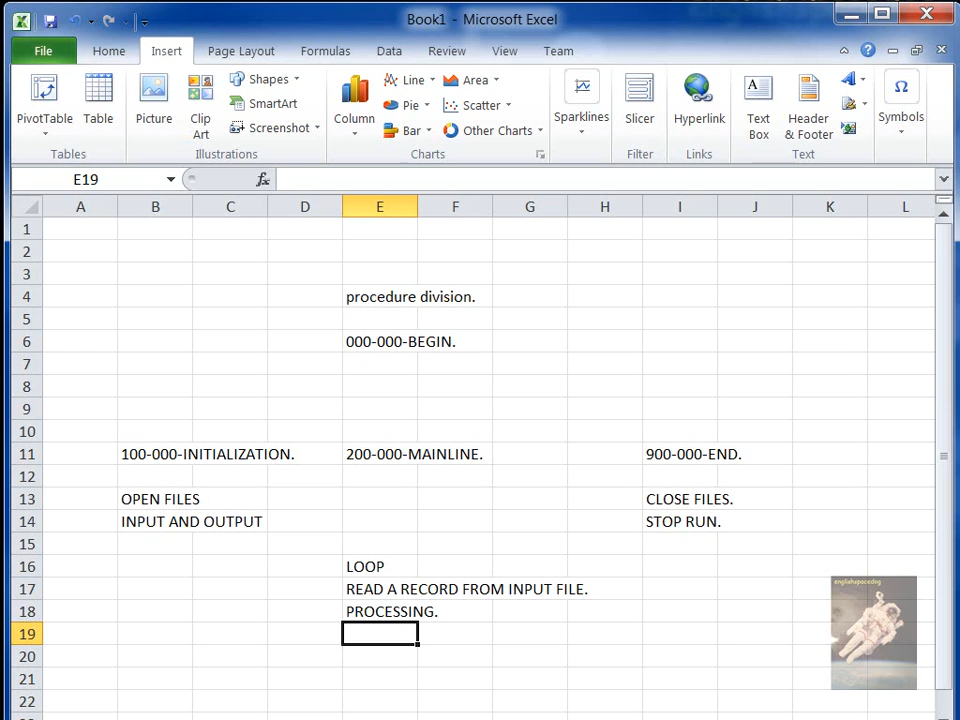 Book1 - Microsoft Excel
File Home Insert Page Layout Formulas Data Review View Team
PivotTable Table Picture Clip Art Shapes SmartArt Screenshot Column Line Pie Bar Area Scatter Other Charts Sparklines Slicer Hyperlink Text Box Header & Footer Symbols
Tables Illustrations Charts Filter Links Text
E19 fx
A B C D E F G H I J K L
1
2
3
4 procedure division.
5
6 000-000-BEGIN.
7
8
9
10
11 100-000-INITIALIZATION. 200-000-MAINLINE. 900-000-END.
12
13 OPEN FILES CLOSE FILES.
14 INPUT AND OUTPUT STOP RUN.
15
16 LOOP
17 READ A RECORD FROM INPUT FILE.
18 PROCESSING.
19
20
21
22